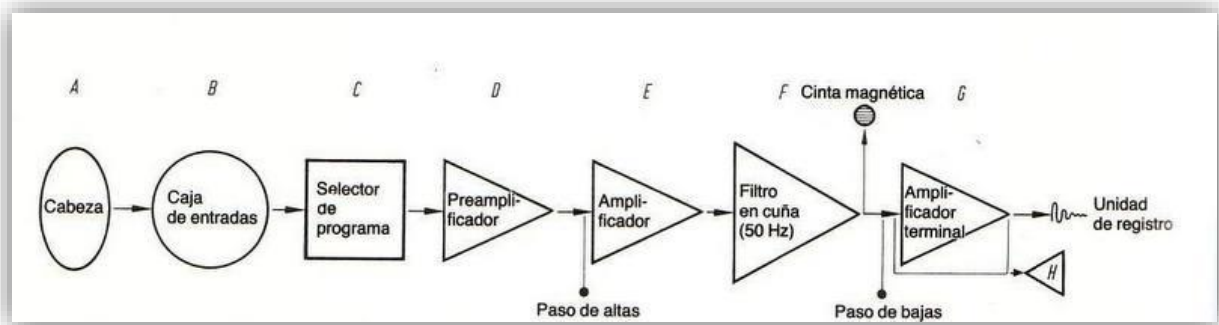 A
B
C
D
E
F
Cinta magnética
G
Cabeza
Caja
de entradas
Selector
de
programa
Preampli-
ficador
Ampli-
ficador
Filtro
en cuña
(50 Hz)
Ampli-
ficador
terminal
Unidad
de registro
H
Paso de altas
Paso de bajas